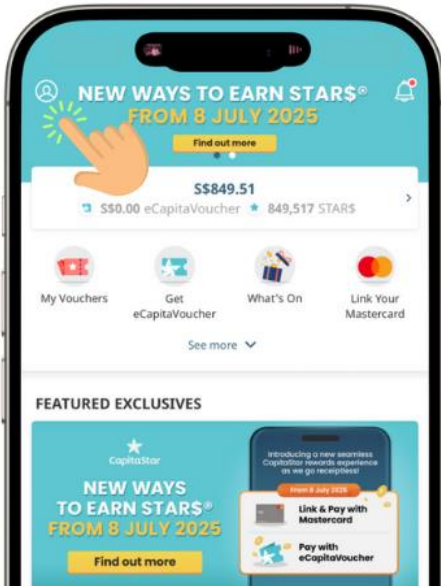 NEW WAYS TO EARN STAR$®
FROM 8 JULY 2025
Find out more
S$849.51
S$0.00 eCapitaVoucher 849,517 STAR$
My Vouchers
Get
eCapitaVoucher
What's On
Link Your
Mastercard
See more
FEATURED EXCLUSIVES
CapitaStar
NEW WAYS
TO EARN STAR$®
FROM 8 JULY 2025
Find out more
Introducing a new seamless
CapitaStar rewards experience
as we go receiptless!
From 8 July 2025
Link & Pay with
Mastercard
Pay with
eCapitaVoucher